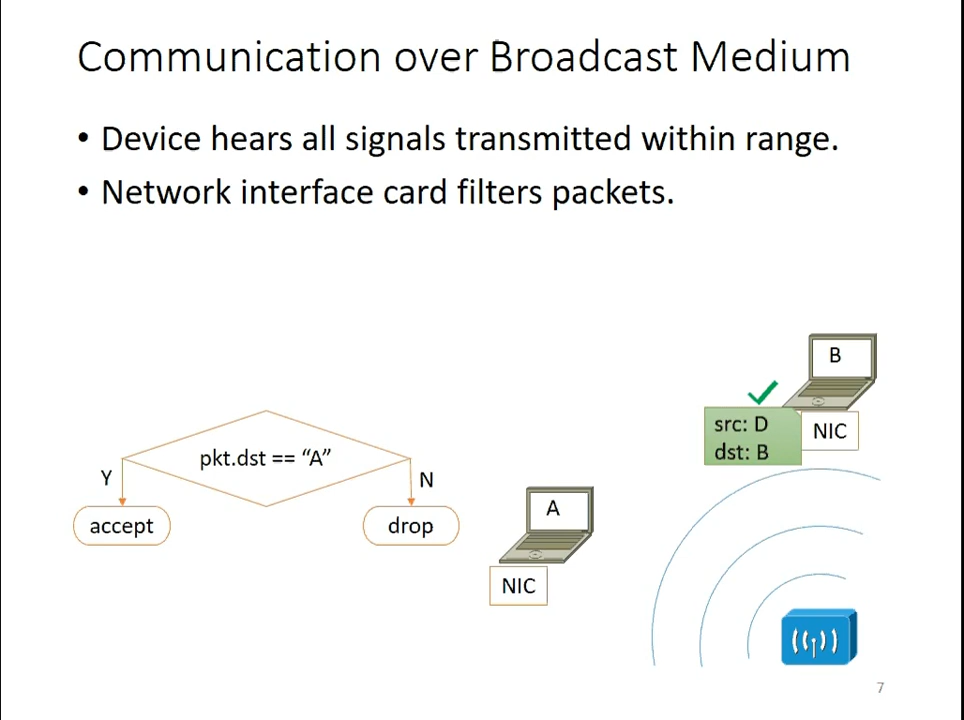 Communication over Broadcast Medium
• Device hears all signals transmitted within range.
• Network interface card filters packets.
B
src: D
dst: B
NIC
pkt.dst == “A”
Y
N
accept
drop
A
NIC
7